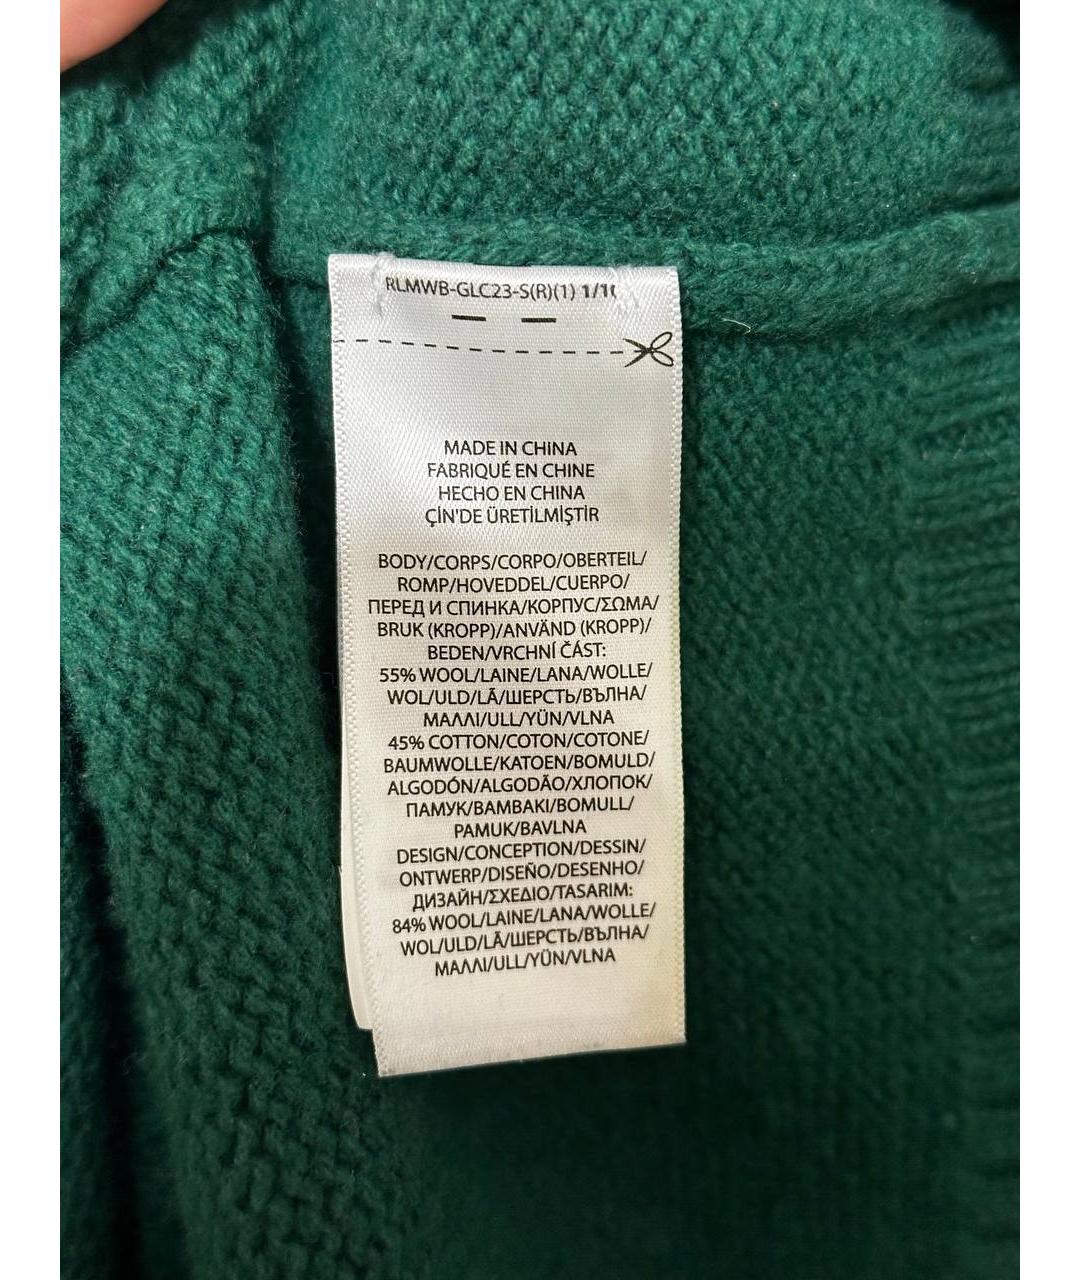 RLMWB-GLC23-S(R)(1) 1/1
MADE IN CHINA
FABRIQUÉ EN CHINE
HECHO EN CHINA
ÇİN'DE ÜRETİLMİŞTİR
BODY/CORPS/CORPO/OBERTEIL/
ROMP/HOVEDDEL/CUERPO/
ПЕРЕД И СПИНКА/КОРПУС/ΣΩΜΑ/
BRUK (KROPP)/ANVÄND (KROPP)/
BEDEN/VRCHNÍ ČÁST:
55% WOOL/LAINE/LANA/WOLLE/
WOL/ULD/LÃ/ШЕРСТЬ/ВЪЛНА/
ΜΑΛΛΙ/ULL/YÜN/VLNA
45% COTTON/COTON/COTONE/
BAUMWOLLE/KATOEN/BOMULD/
ALGODÓN/ALGODÃO/ХЛОПОК/
ПАМУК/BAMBAKI/BOMULL/
PAMUK/BAVLNA
DESIGN/CONCEPTION/DESSIN/
ONTWERP/DISEÑO/DESENHO/
ДИЗАЙН/ΣΧΕΔΙΟ/TASARIM:
84% WOOL/LAINE/LANA/WOLLE/
WOL/ULD/LÃ/ШЕРСТЬ/ВЪЛНА/
ΜΑΛΛΙ/ULL/YÜN/VLNA